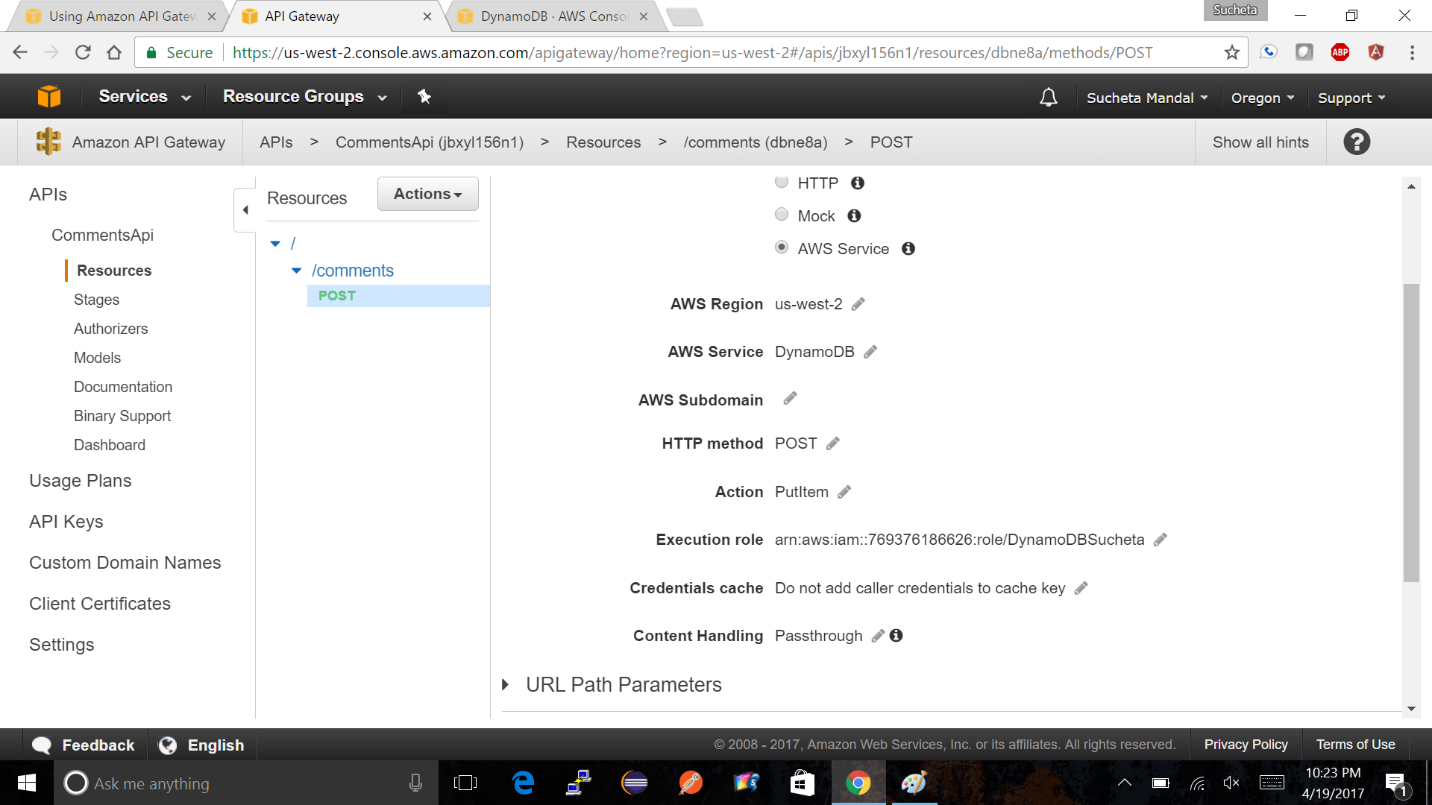 Using Amazon API Gatew
API Gateway
DynamoDB · AWS Conso
Sucheta
Secure
https://us-west-2.console.aws.amazon.com/apigateway/home?region=us-west-2#/apis/jbxyl156n1/resources/dbne8a/methods/POST
ABP
Services
Resource Groups
Sucheta Mandal
Oregon
Support
Amazon API Gateway
APIs > CommentsApi (jbxyl156n1) > Resources > /comments (dbne8a) > POST
Show all hints
APIs
CommentsApi
Resources
Stages
Authorizers
Models
Documentation
Binary Support
Dashboard
Usage Plans
API Keys
Custom Domain Names
Client Certificates
Settings
Resources
Actions
/
/comments
POST
HTTP
Mock
AWS Service
AWS Region us-west-2
AWS Service DynamoDB
AWS Subdomain
HTTP method POST
Action PutItem
Execution role arn:aws:iam::769376186626:role/DynamoDBSucheta
Credentials cache Do not add caller credentials to cache key
Content Handling Passthrough
URL Path Parameters
Feedback
English
© 2008 - 2017, Amazon Web Services, Inc. or its affiliates. All rights reserved.
Privacy Policy
Terms of Use
Ask me anything
10:23 PM
4/19/2017
1